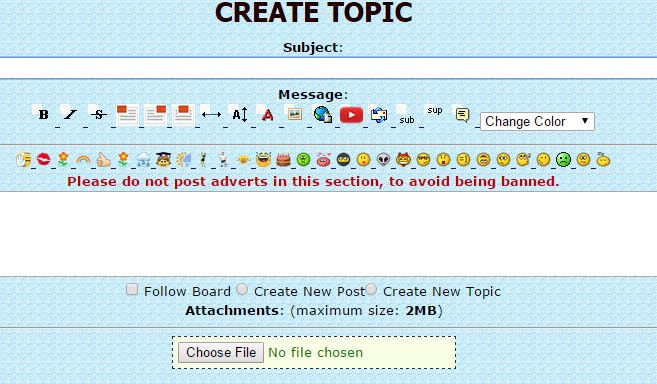 CREATE TOPIC
Subject:
Message:
B I S A A sub sup Change Color
Please do not post adverts in this section, to avoid being banned.
Follow Board Create New Post Create New Topic
Attachments: (maximum size: 2MB)
Choose File No file chosen